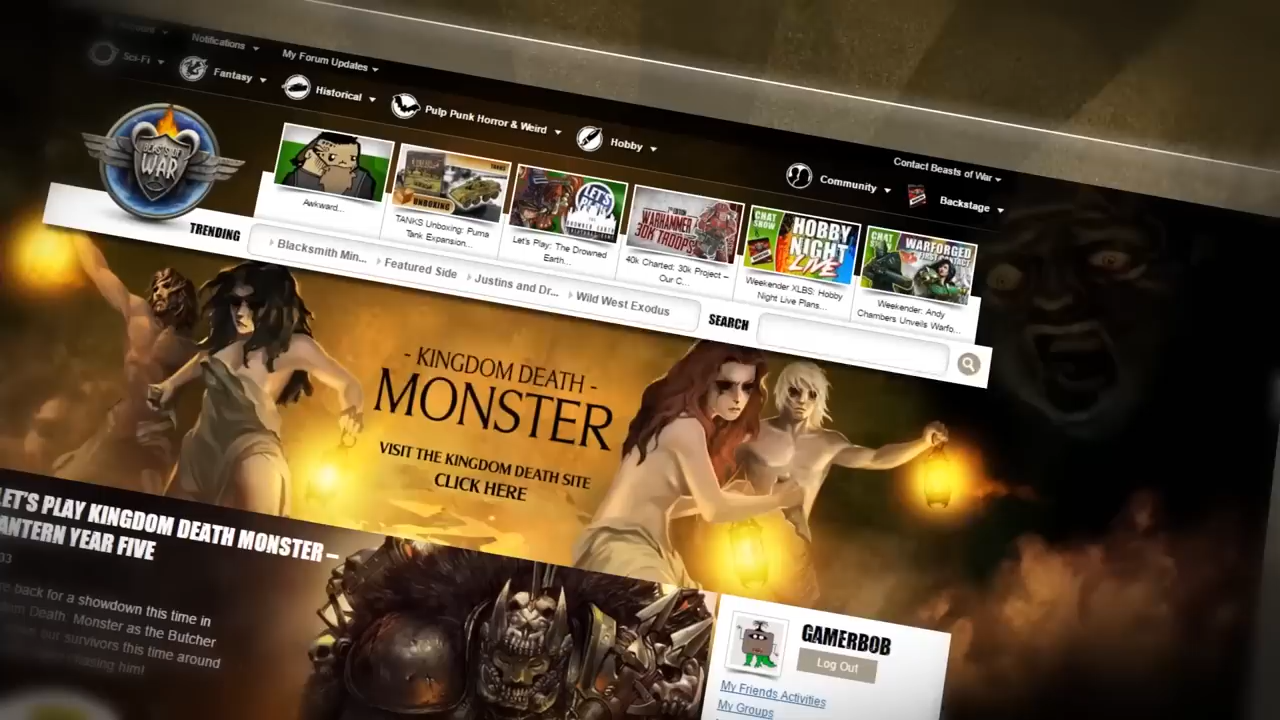 Notifications
My Forum Updates
Sci-Fi
Fantasy
Historical
Pulp Punk Horror & Weird
Hobby
Contact Beasts of War
Community
Backstage
BEASTS OF
WAR
Awkward...
TANKS
UNBOXING
TANKS Unboxing: Puma
Tank Expansion...
LET'S
PLAY
Let's Play: The Drowned
Earth...
WARHAMMER
30K TROOPS
40k Charted: 30k Project –
Our C...
CHAT
SHOW
HOBBY
NIGHT
LIVE
Weekender XLBS: Hobby
Night Live Plans...
CHAT
WARFORGED
FIRST CONTACT
Weekender: Andy
Chambers Unveils Warfo...
TRENDING
Blacksmith Min...
Featured Side
Justins and Dr...
Wild West Exodus
SEARCH
- KINGDOM DEATH -
MONSTER
VISIT THE KINGDOM DEATH SITE
CLICK HERE
LET'S PLAY KINGDOM DEATH MONSTER –
ANTERN YEAR FIVE
back for a showdown this time in
Death: Monster as the Butcher
our survivors this time around
him!
GAMERBOB
Log Out
My Friends Activities
My Groups